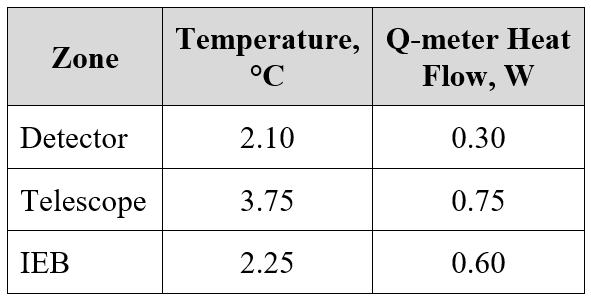 Zone Temperature, °C Q-meter Heat Flow, W
Detector 2.10 0.30
Telescope 3.75 0.75
IEB 2.25 0.60